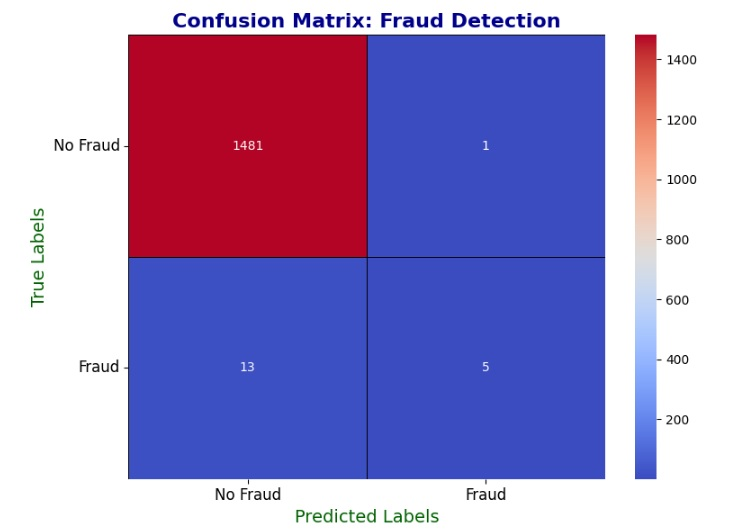 Confusion Matrix: Fraud Detection
True Labels
No Fraud
1481
1
Fraud
13
5
No Fraud
Fraud
Predicted Labels
1400
1200
1000
800
600
400
200